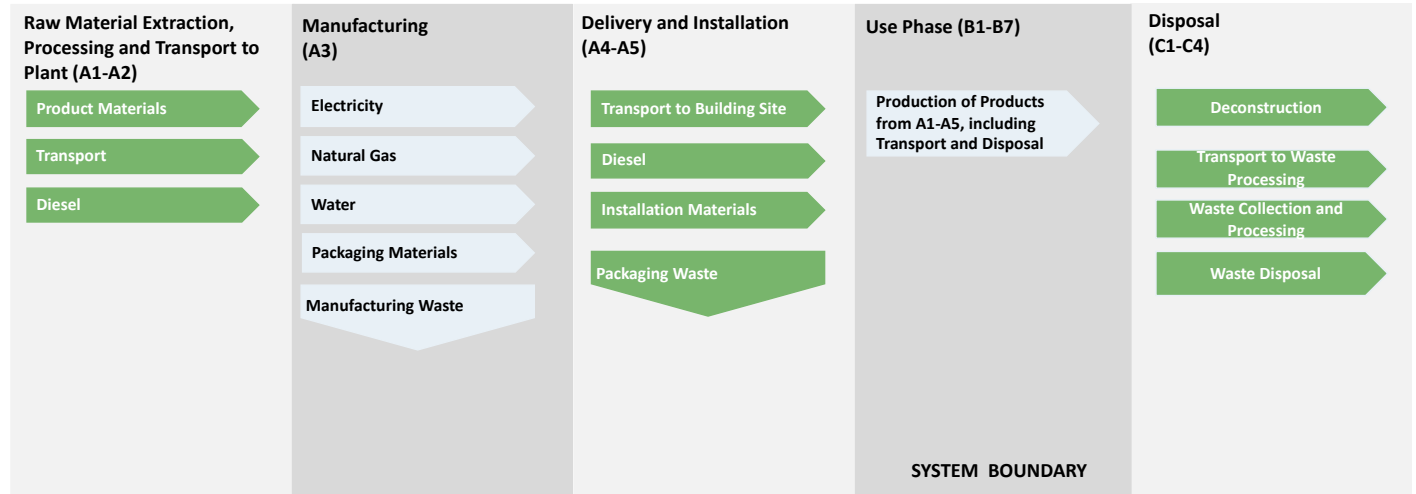 Raw Material Extraction,
Processing and Transport to
Plant (A1-A2)
Product Materials
Transport
Diesel
Manufacturing
(A3)
Electricity
Natural Gas
Water
Packaging Materials
Manufacturing Waste
Delivery and Installation
(A4-A5)
Transport to Building Site
Diesel
Installation Materials
Packaging Waste
Use Phase (B1-B7)
Production of Products
from A1-A5, including
Transport and Disposal
SYSTEM BOUNDARY
Disposal
(C1-C4)
Deconstruction
Transport to Waste
Processing
Waste Collection and
Processing
Waste Disposal